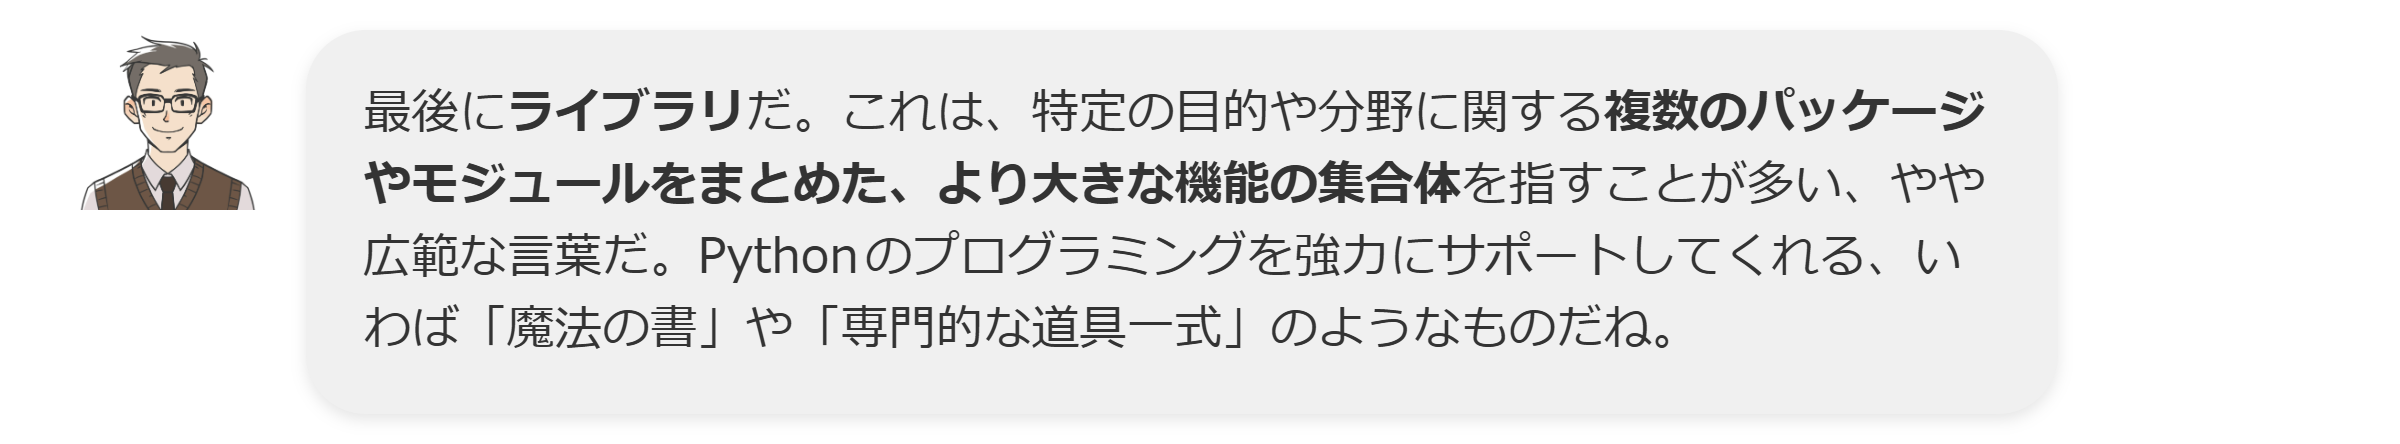 最後にライブラリだ。これは、特定の目的や分野に関する複数のパッケージ
やモジュールをまとめた、より大きな機能の集合体を指すことが多い、やや
広範な言葉だ。Pythonのプログラミングを強力にサポートしてくれる、い
わば「魔法の書」や「専門的な道具一式」のようなものだね。